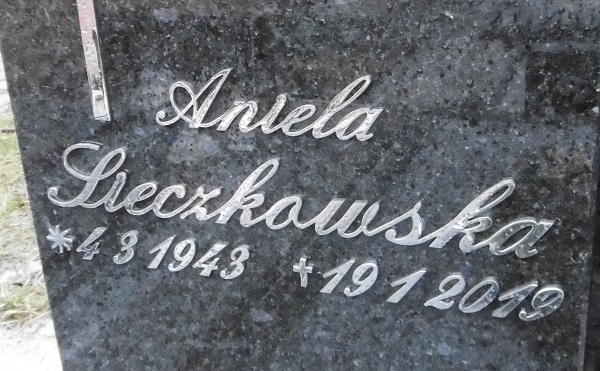 Aniela
Sieczkowska
* 4 3 1943 † 19 1 2019